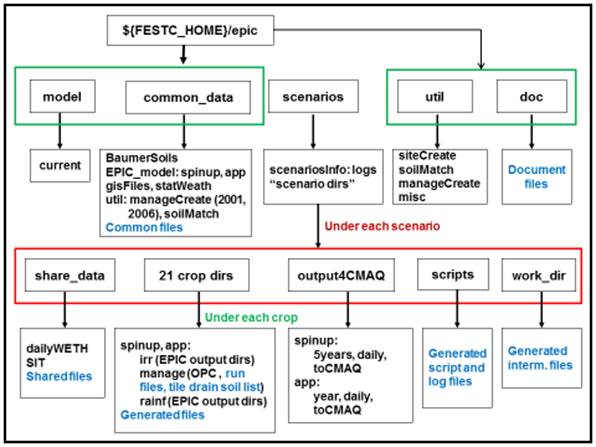 ${FESTC_HOME}/epic
model
common_data
scenarios
util
doc
current
BaumerSoils
EPIC_model: spinup, app
gisFiles, statWeath
util: manageCreate (2001,
2006), soilMatch
Common files
scenariosInfo: logs
“scenario dirs”
siteCreate
soilMatch
manageCreate
misc
Document
files
Under each scenario
share_data
21 crop dirs
output4CMAQ
scripts
work_dir
Under each crop
dailyWETH
SIT
Shared files
spinup, app:
irr (EPIC output dirs)
manage(OPC , run
files, tile drain soil list)
rainf (EPIC output dirs)
Generated files
spinup:
5years, daily,
toCMAQ
app:
year, daily,
toCMAQ
Generated
script and
log files
Generated
interm. files